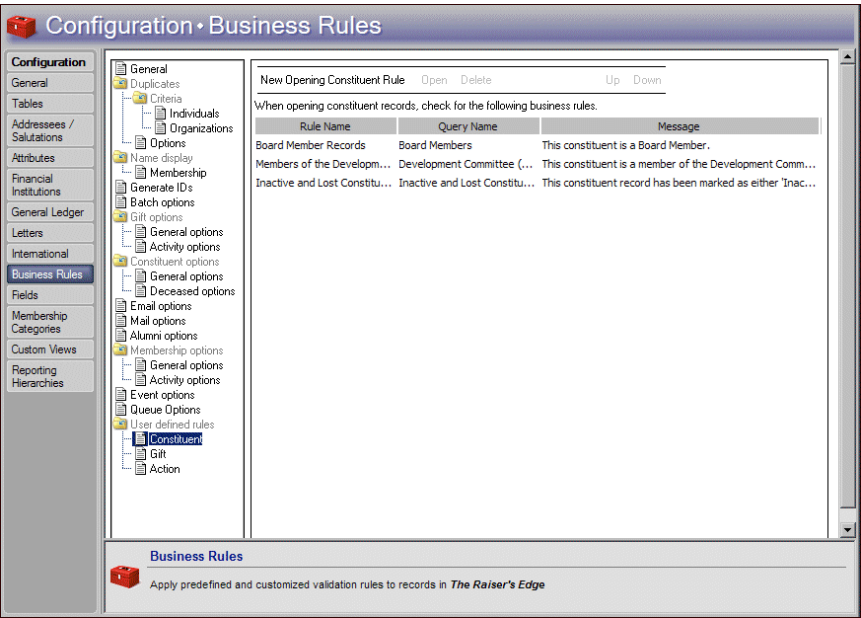 Configuration • Business Rules
Configuration
General
Tables
Addressees /
Salutations
Attributes
Financial
Institutions
General Ledger
Letters
International
Business Rules
Fields
Membership
Categories
Custom Views
Reporting
Hierarchies
General
Duplicates
Criteria
Individuals
Organizations
Options
Name display
Membership
Generate IDs
Batch options
Gift options
General options
Activity options
Constituent options
General options
Deceased options
Email options
Mail options
Alumni options
Membership options
General options
Activity options
Event options
Queue Options
User defined rules
Constituent
Gift
Action
New Opening Constituent Rule Open Delete Up Down
When opening constituent records, check for the following business rules.
Rule Name Query Name Message
Board Member Records Board Members This constituent is a Board Member.
Members of the Developm... Development Committee (... This constituent is a member of the Development Comm...
Inactive and Lost Constitu... Inactive and Lost Constitu... This constituent record has been marked as either 'Inac...
Business Rules
Apply predefined and customized validation rules to records in The Raiser's Edge